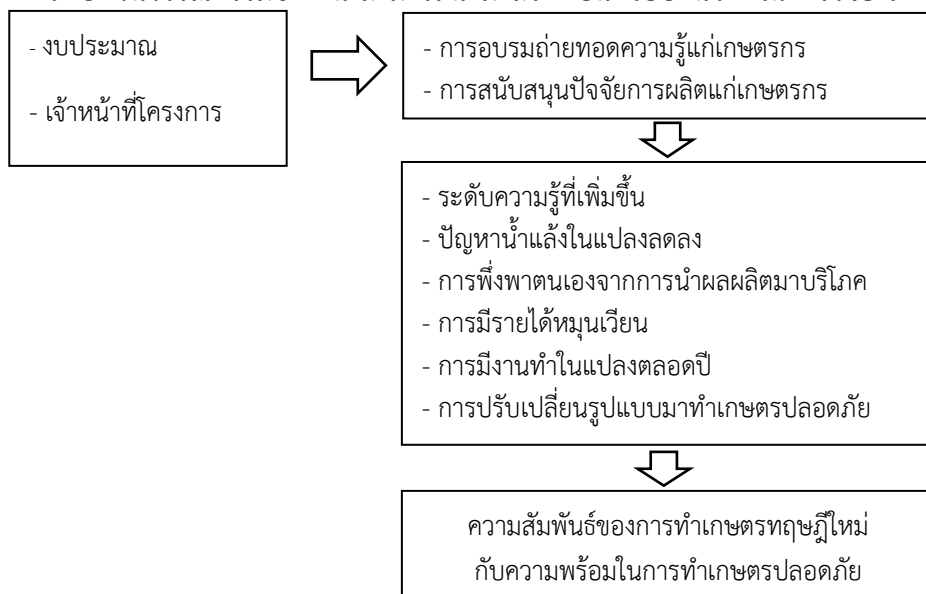 - งบประมาณ
- เจ้าหน้าที่โครงการ
- การอบรมถ่ายทอดความรู้แก่เกษตรกร
- การสนับสนุนปัจจัยการผลิตแก่เกษตรกร
- ระดับความรู้ที่เพิ่มขึ้น
- ปัญหาน้ำแล้งในแปลงลดลง
- การพึ่งพาตนเองจากการนำผลผลิตมาบริโภค
- การมีรายได้หมุนเวียน
- การมีงานทำในแปลงตลอดปี
- การปรับเปลี่ยนรูปแบบมาทำเกษตรปลอดภัย
ความสัมพันธ์ของการทำเกษตรทฤษฎีใหม่
กับความพร้อมในการทำเกษตรปลอดภัย